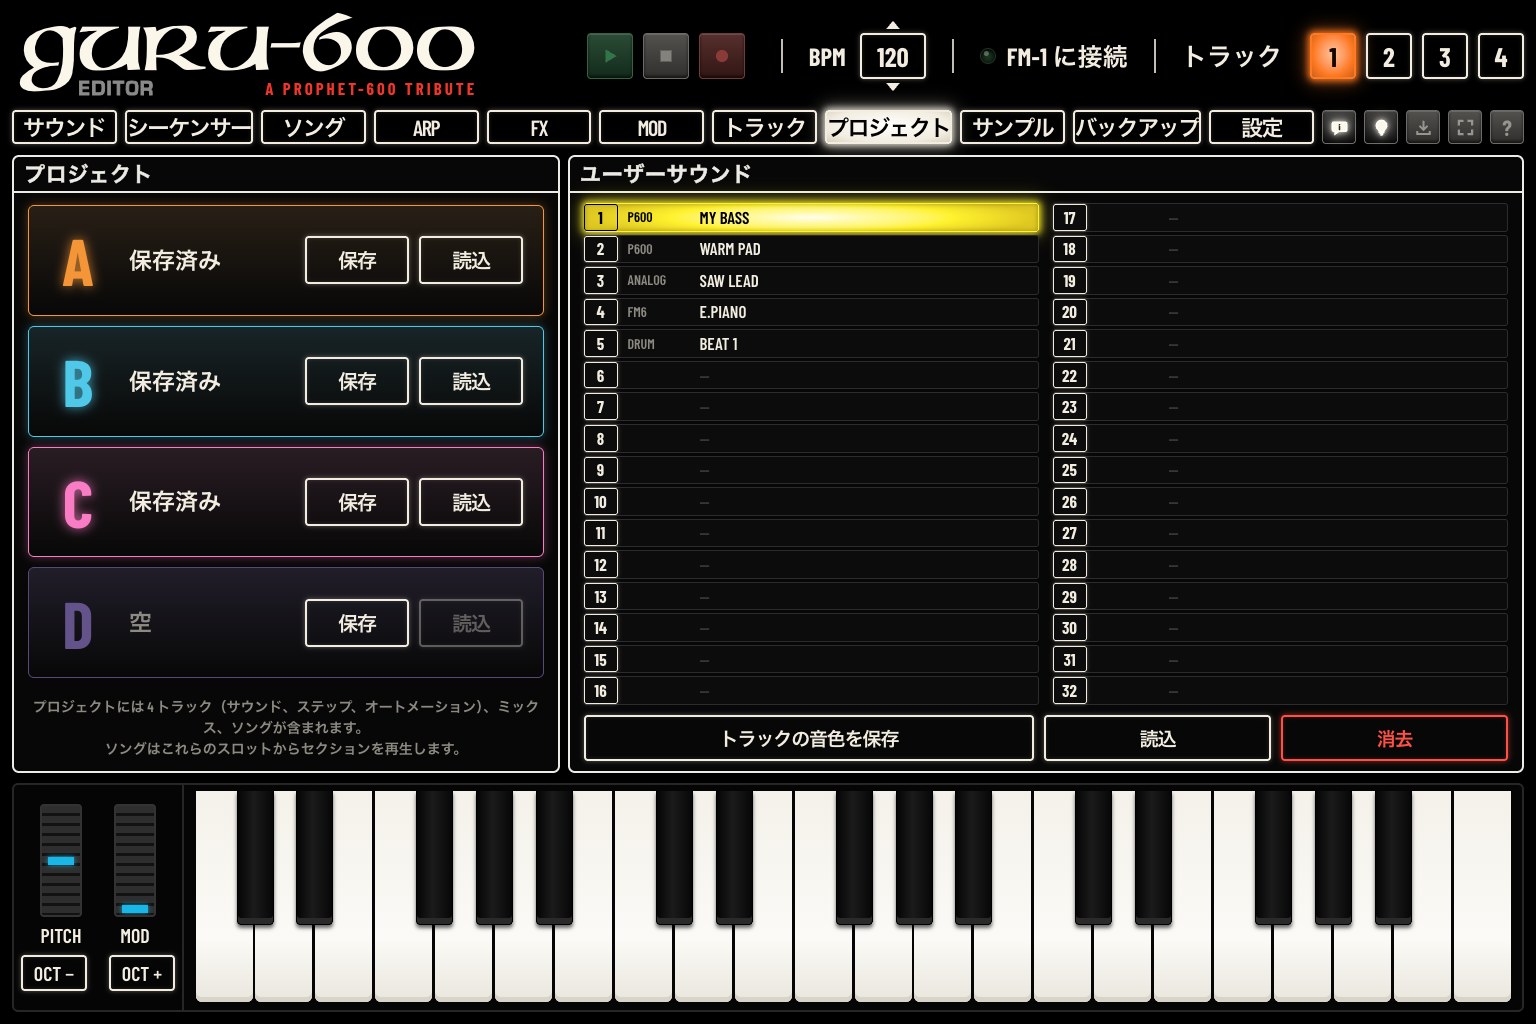 guru-600
EDITOR
A PROPHET-600 TRIBUTE
BPM
120
FM-1 に接続
トラック
1
2
3
4
サウンド
シーケンサー
ソング
ARP
FX
MOD
トラック
プロジェクト
サンプル
バックアップ
設定
?
プロジェクト
A
保存済み
保存
読込
B
保存済み
保存
読込
C
保存済み
保存
読込
D
空
保存
読込
プロジェクトには4トラック（サウンド、ステップ、オートメーション）、ミック
ス、ソングが含まれます。
ソングはこれらのスロットからセクションを再生します。
ユーザーサウンド
1 P600 MY BASS
2 P600 WARM PAD
3 ANALOG SAW LEAD
4 FM6 E.PIANO
5 DRUM BEAT 1
6 –
7 –
8 –
9 –
10 –
11 –
12 –
13 –
14 –
15 –
16 –
17 –
18 –
19 –
20 –
21 –
22 –
23 –
24 –
25 –
26 –
27 –
28 –
29 –
30 –
31 –
32 –
トラックの音色を保存
読込
消去
PITCH
MOD
OCT –
OCT +